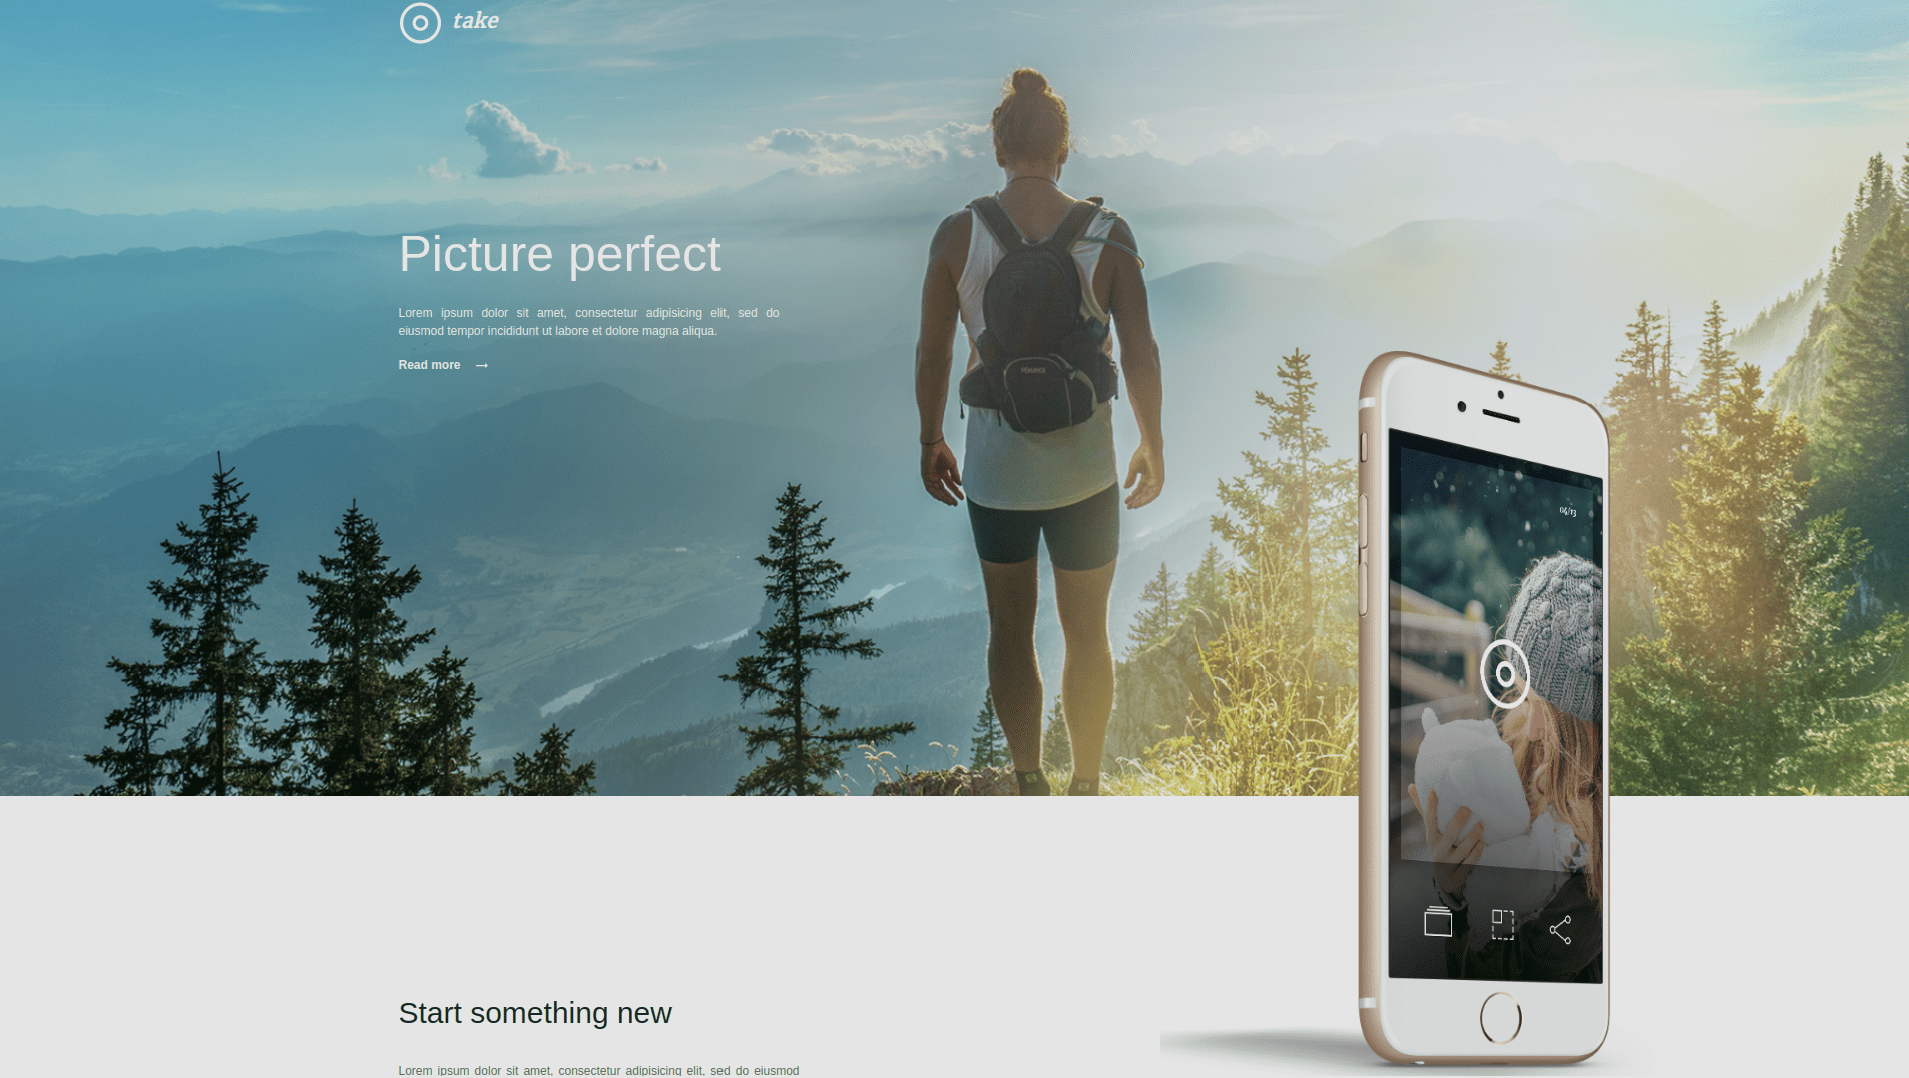 take
Picture perfect
Lorem ipsum dolor sit amet, consectetur adipisicing elit, sed do
eiusmod tempor incididunt ut labore et dolore magna aliqua.
Read more →
04/13
Start something new
Lorem ipsum dolor sit amet, consectetur adipisicing elit, sed do eiusmod